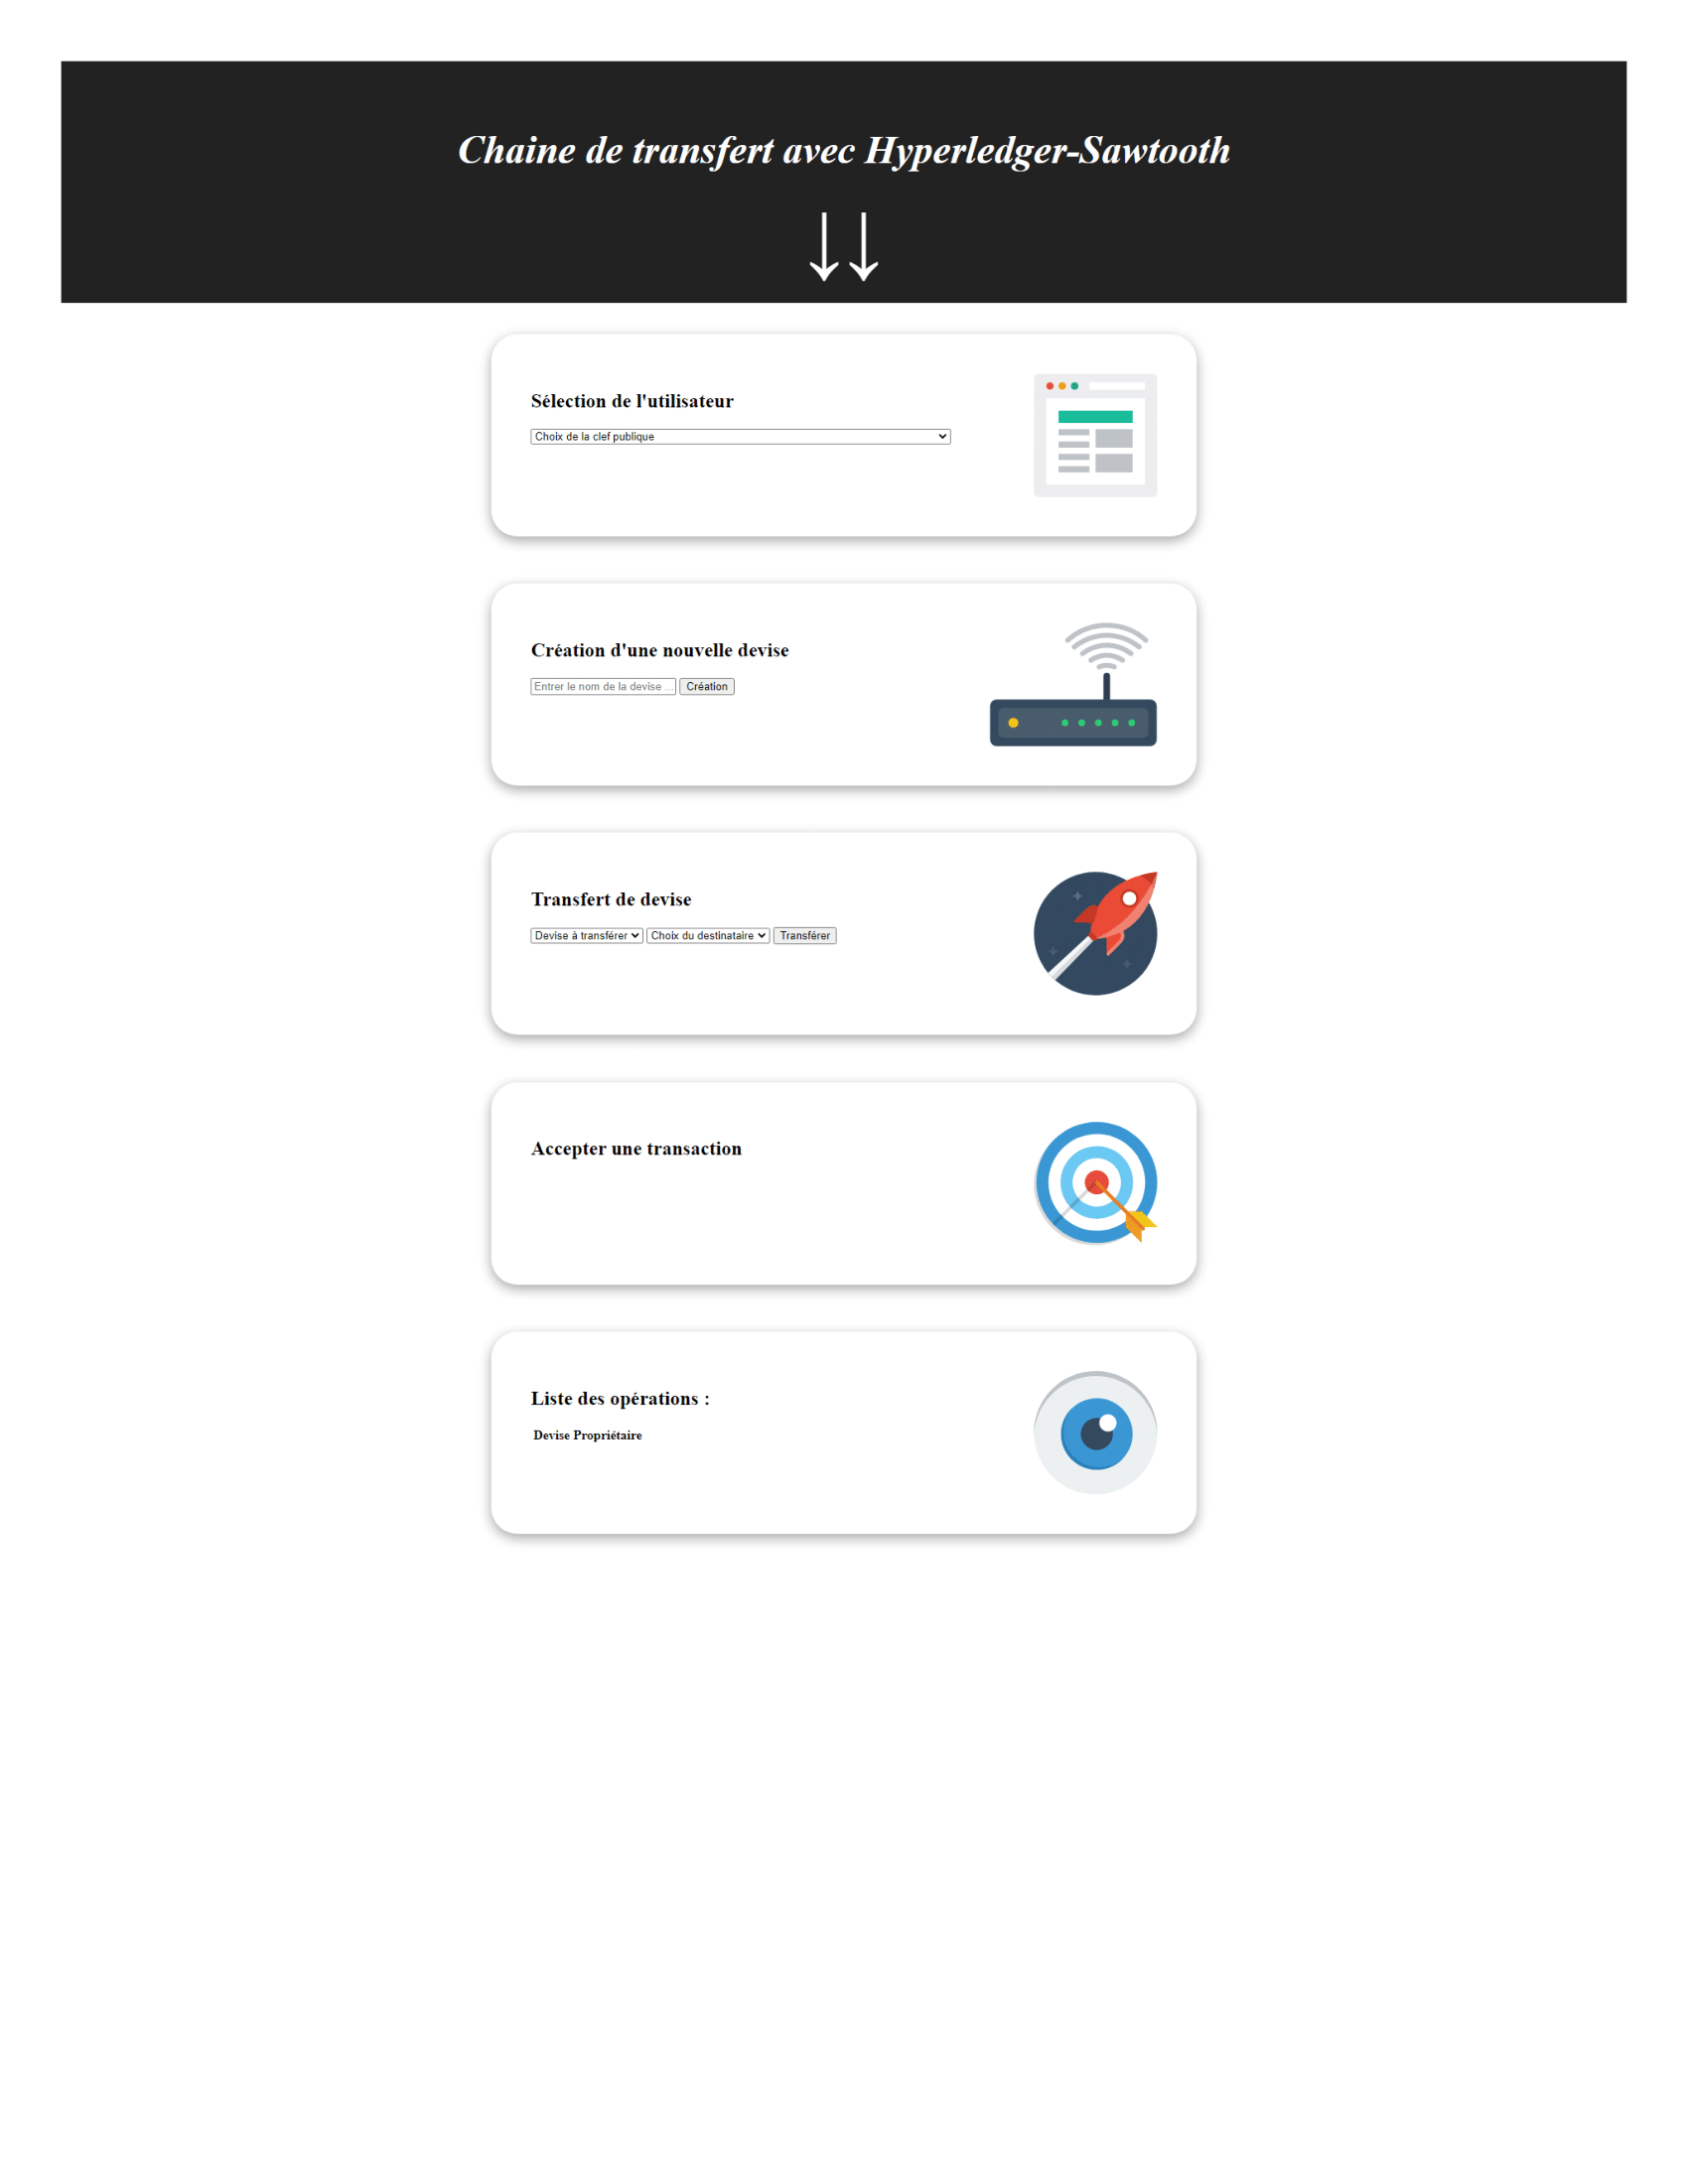 Chaine de transfert avec Hyperledger-Sawtooth
↓↓
Sélection de l'utilisateur
Choix de la clef publique
Création d'une nouvelle devise
Entrer le nom de la devise ... Création
Transfert de devise
Devise à transférer Choix du destinataire Transférer
Accepter une transaction
Liste des opérations :
Devise Propriétaire